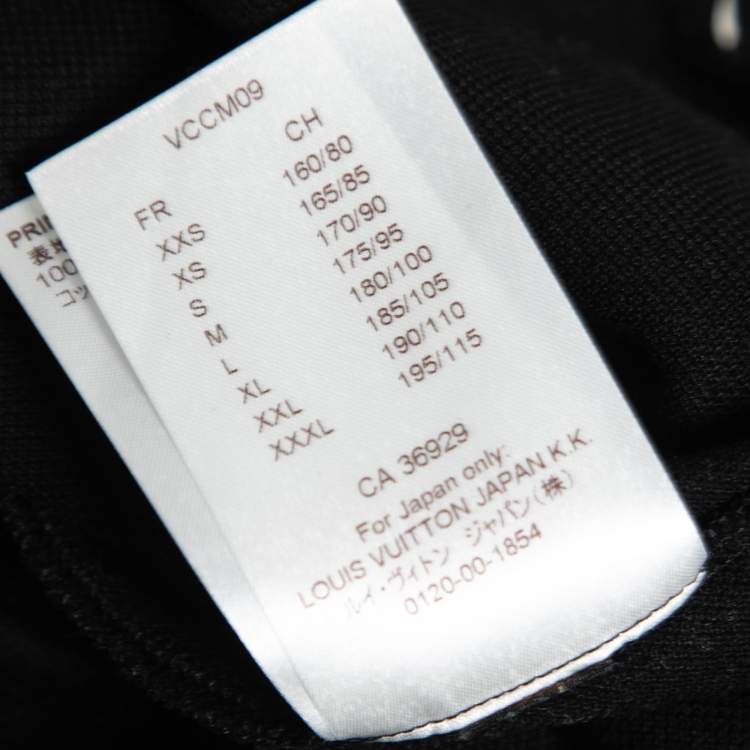 VCCM09
FR CH
XXS 160/80
XS 165/85
S 170/90
M 175/95
L 180/100
XL 185/105
XXL 190/110
XXXL 195/115
CA 36929
For Japan only:
LOUIS VUITTON JAPAN K.K.
ルイ・ヴィトン ジャパン(株)
0120-00-1854
100